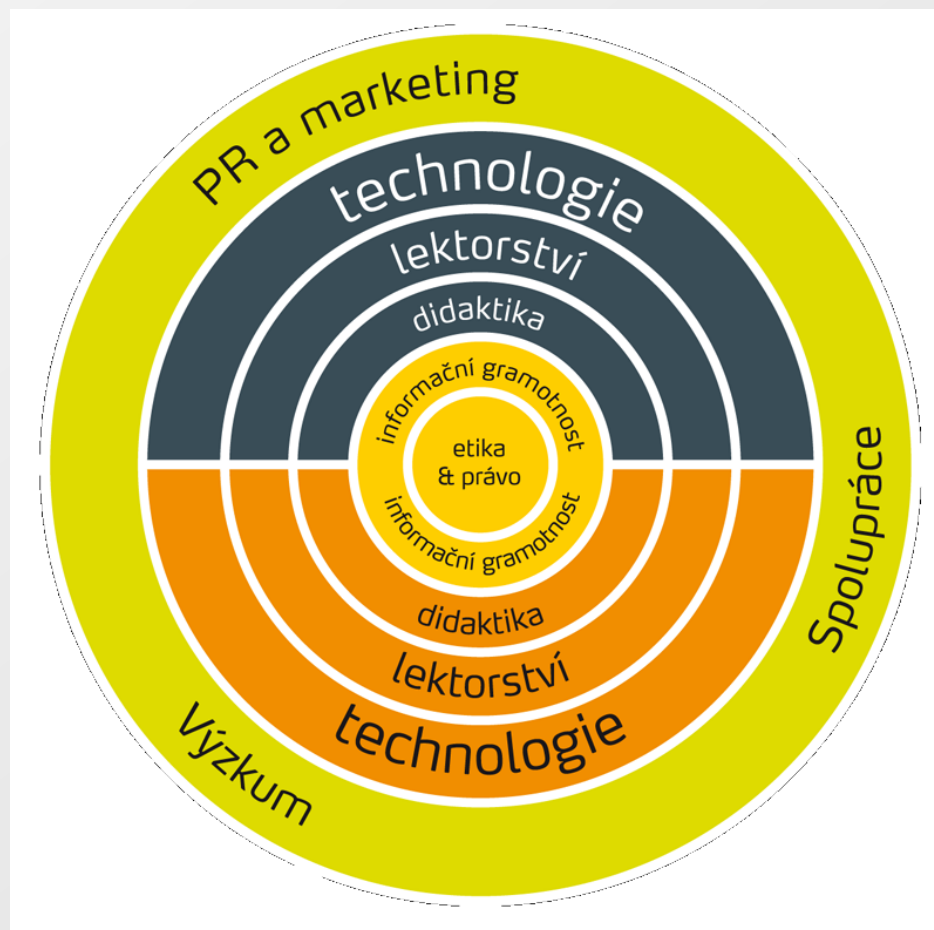 PR a marketing
technologie
lektorství
didaktika
informační gramotnost
etika
& právo
informační gramotnost
didaktika
lektorství
technologie
Spolupráce
Výzkum